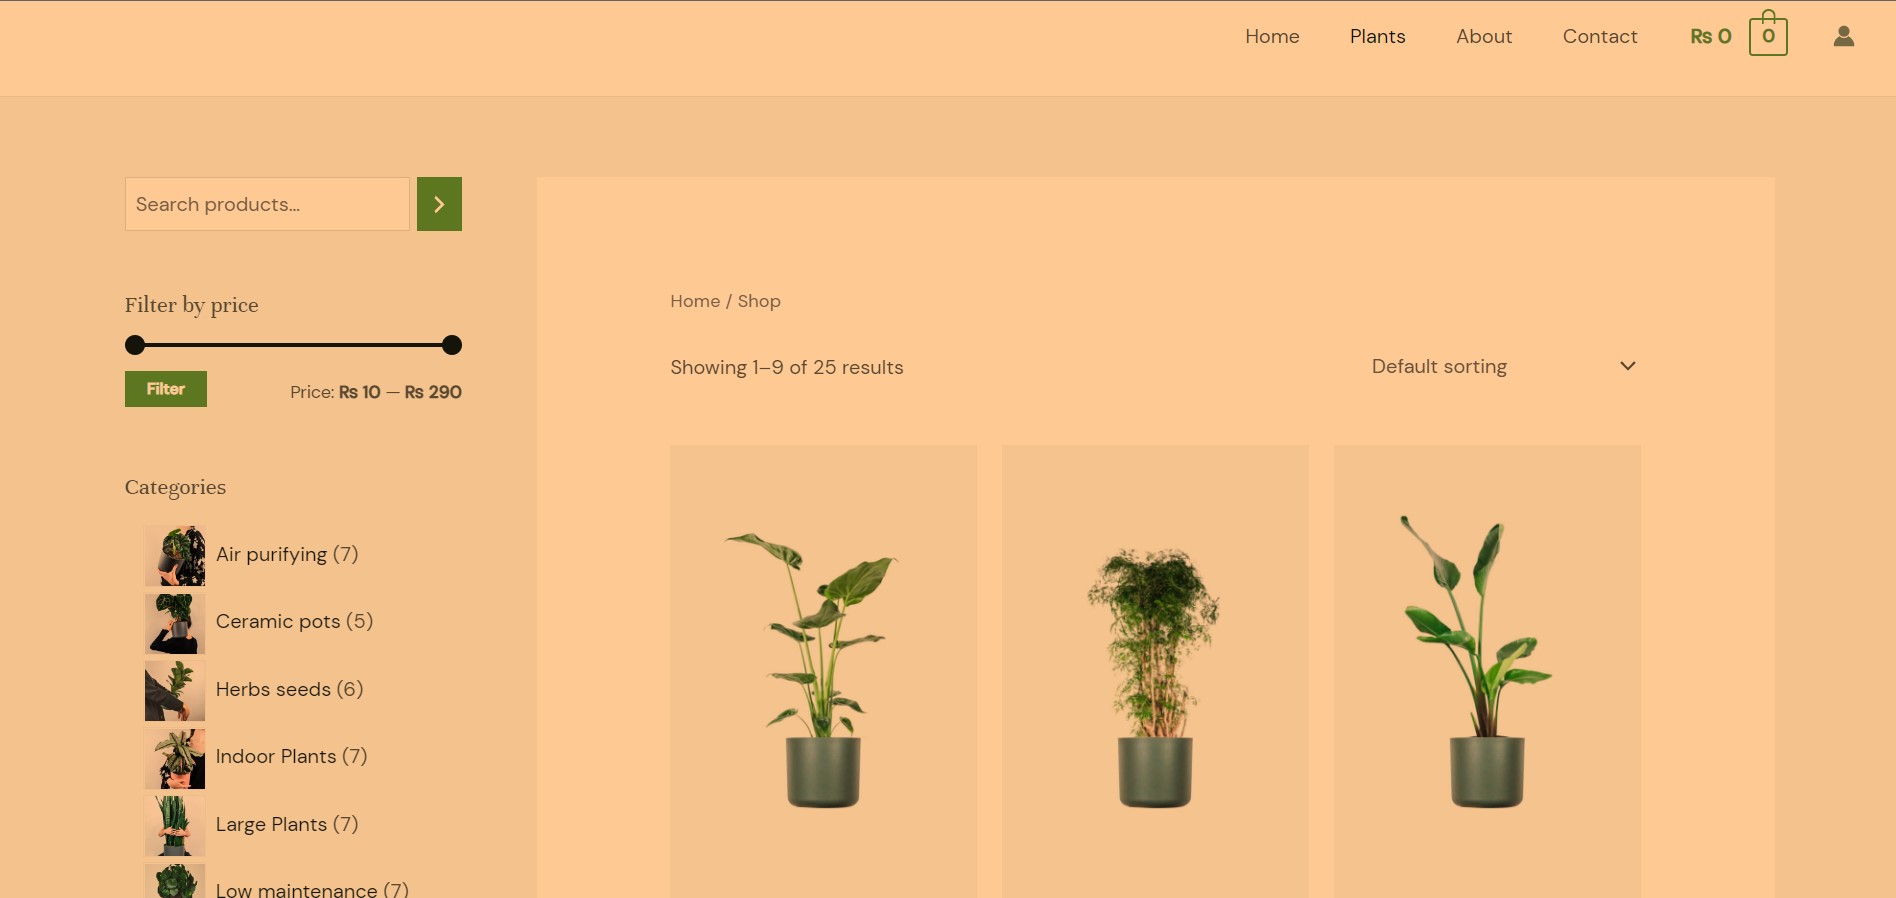 Home Plants About Contact ₨ 0 0
Search products...
Filter by price
Filter Price: ₨ 10 — ₨ 290
Categories
Air purifying (7)
Ceramic pots (5)
Herbs seeds (6)
Indoor Plants (7)
Large Plants (7)
Low maintenance (7)
Home / Shop
Showing 1–9 of 25 results
Default sorting